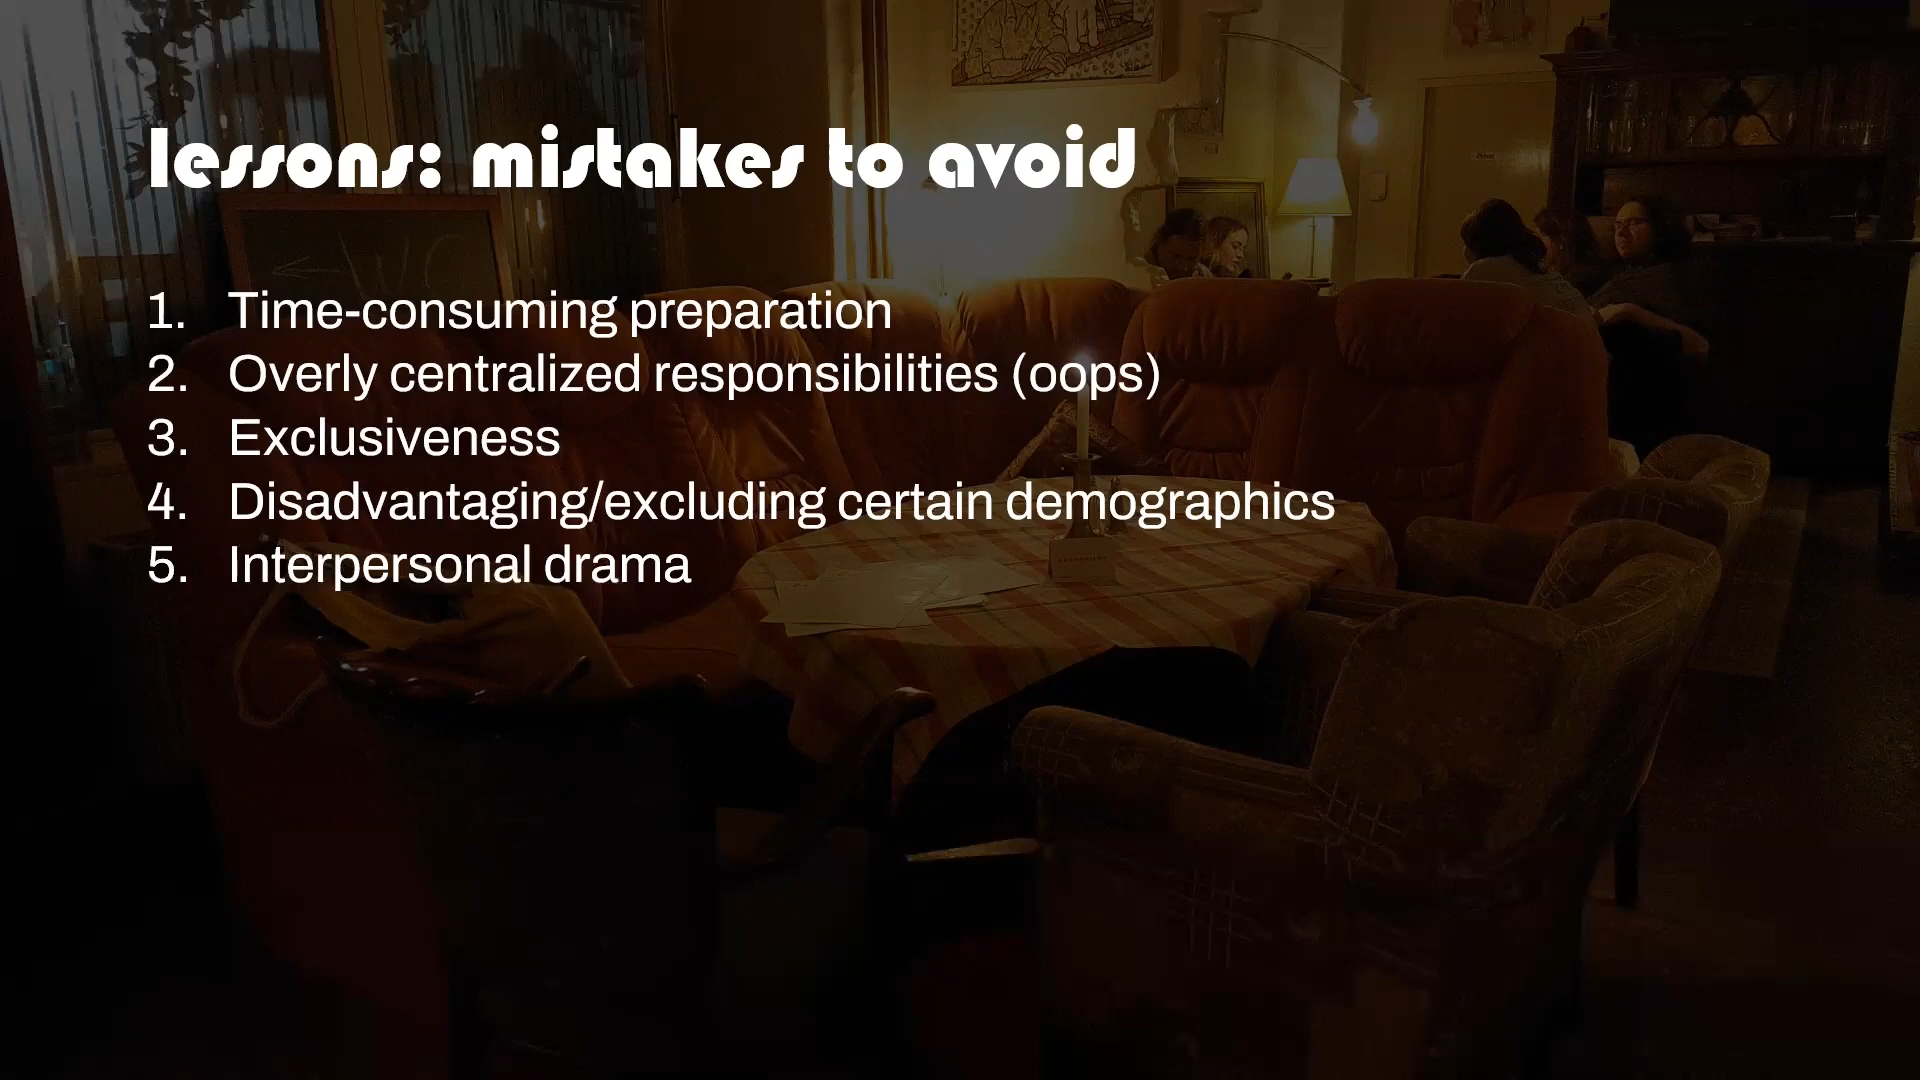 lessons: mistakes to avoid
1. Time-consuming preparation
2. Overly centralized responsibilities (oops)
3. Exclusiveness
4. Disadvantaging/excluding certain demographics
5. Interpersonal drama
WC